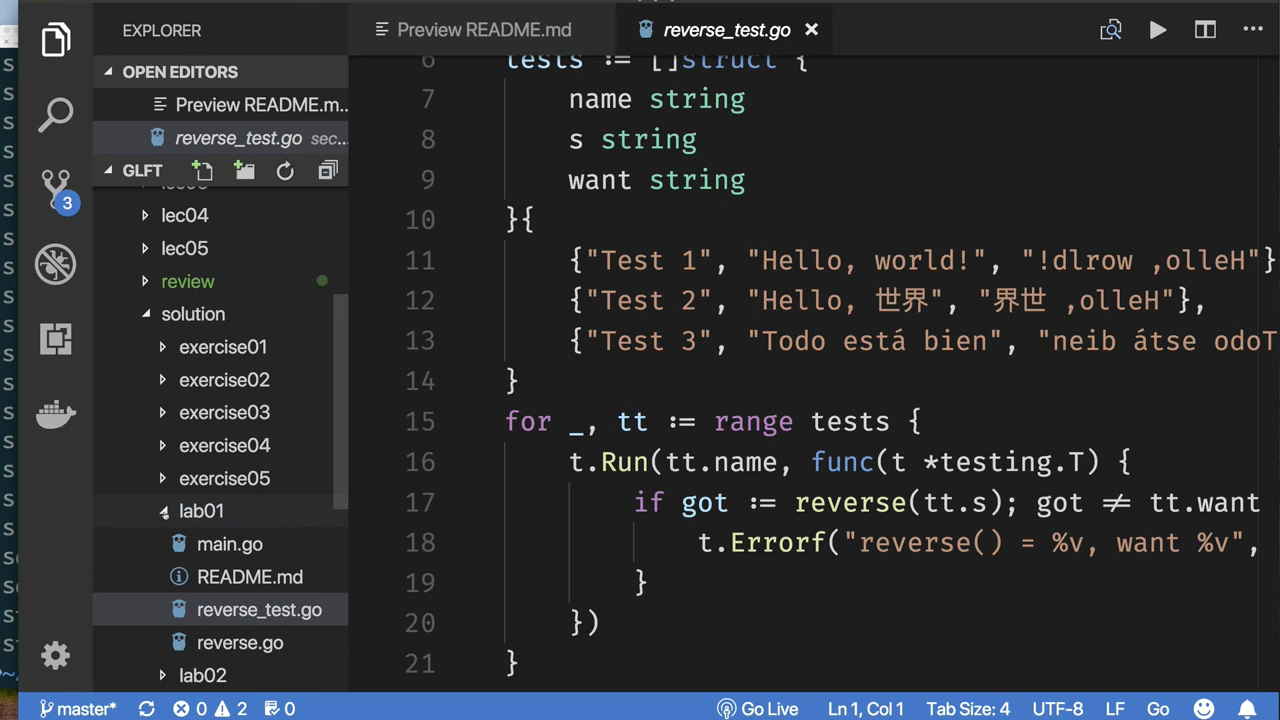 EXPLORER
OPEN EDITORS
Preview README.m...
reverse_test.go sec...
GLFT
3
lec04
lec05
review
solution
exercise01
exercise02
exercise03
exercise04
exercise05
lab01
main.go
README.md
reverse_test.go
reverse.go
lab02
Preview README.md
reverse_test.go
6 tests := []struct {
7 name string
8 s string
9 want string
10 }{
11 {"Test 1", "Hello, world!", "!dlrow ,olleH"}
12 {"Test 2", "Hello, 世界", "界世 ,olleH"},
13 {"Test 3", "Todo está bien", "neib átse odoT
14 }
15 for _, tt := range tests {
16 t.Run(tt.name, func(t *testing.T) {
17 if got := reverse(tt.s); got ≠ tt.want
18 t.Errorf("reverse() = %v, want %v",
19 }
20 })
21 }
master* 0 2 0 Go Live Ln 1, Col 1 Tab Size: 4 UTF-8 LF Go